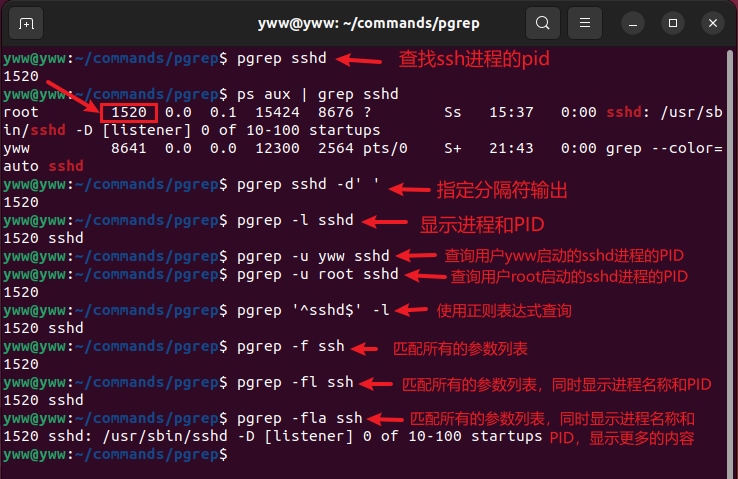 yww@yww: ~/commands/pgrep
yww@yww:~/commands/pgrep$ pgrep sshd 查找ssh进程的pid
1520
yww@yww:~/commands/pgrep$ ps aux | grep sshd
root 1520 0.0 0.1 15424 8676 ? Ss 15:37 0:00 sshd: /usr/sb
in/sshd -D [listener] 0 of 10-100 startups
yww 8641 0.0 0.0 12300 2564 pts/0 S+ 21:43 0:00 grep --color=
auto sshd
yww@yww:~/commands/pgrep$ pgrep sshd -d' ' 指定分隔符输出
1520
yww@yww:~/commands/pgrep$ pgrep -l sshd 显示进程和PID
1520 sshd
yww@yww:~/commands/pgrep$ pgrep -u yww sshd 查询用户yww启动的sshd进程的PID
yww@yww:~/commands/pgrep$ pgrep -u root sshd 查询用户root启动的sshd进程的PID
1520
yww@yww:~/commands/pgrep$ pgrep '^sshd$' -l 使用正则表达式查询
1520 sshd
yww@yww:~/commands/pgrep$ pgrep -f ssh 匹配所有的参数列表
1520
yww@yww:~/commands/pgrep$ pgrep -fl ssh 匹配所有的参数列表，同时显示进程名称和PID
1520 sshd
yww@yww:~/commands/pgrep$ pgrep -fla ssh 匹配所有的参数列表，同时显示进程名称和
1520 sshd: /usr/sbin/sshd -D [listener] 0 of 10-100 startups PID，显示更多的内容
yww@yww:~/commands/pgrep$